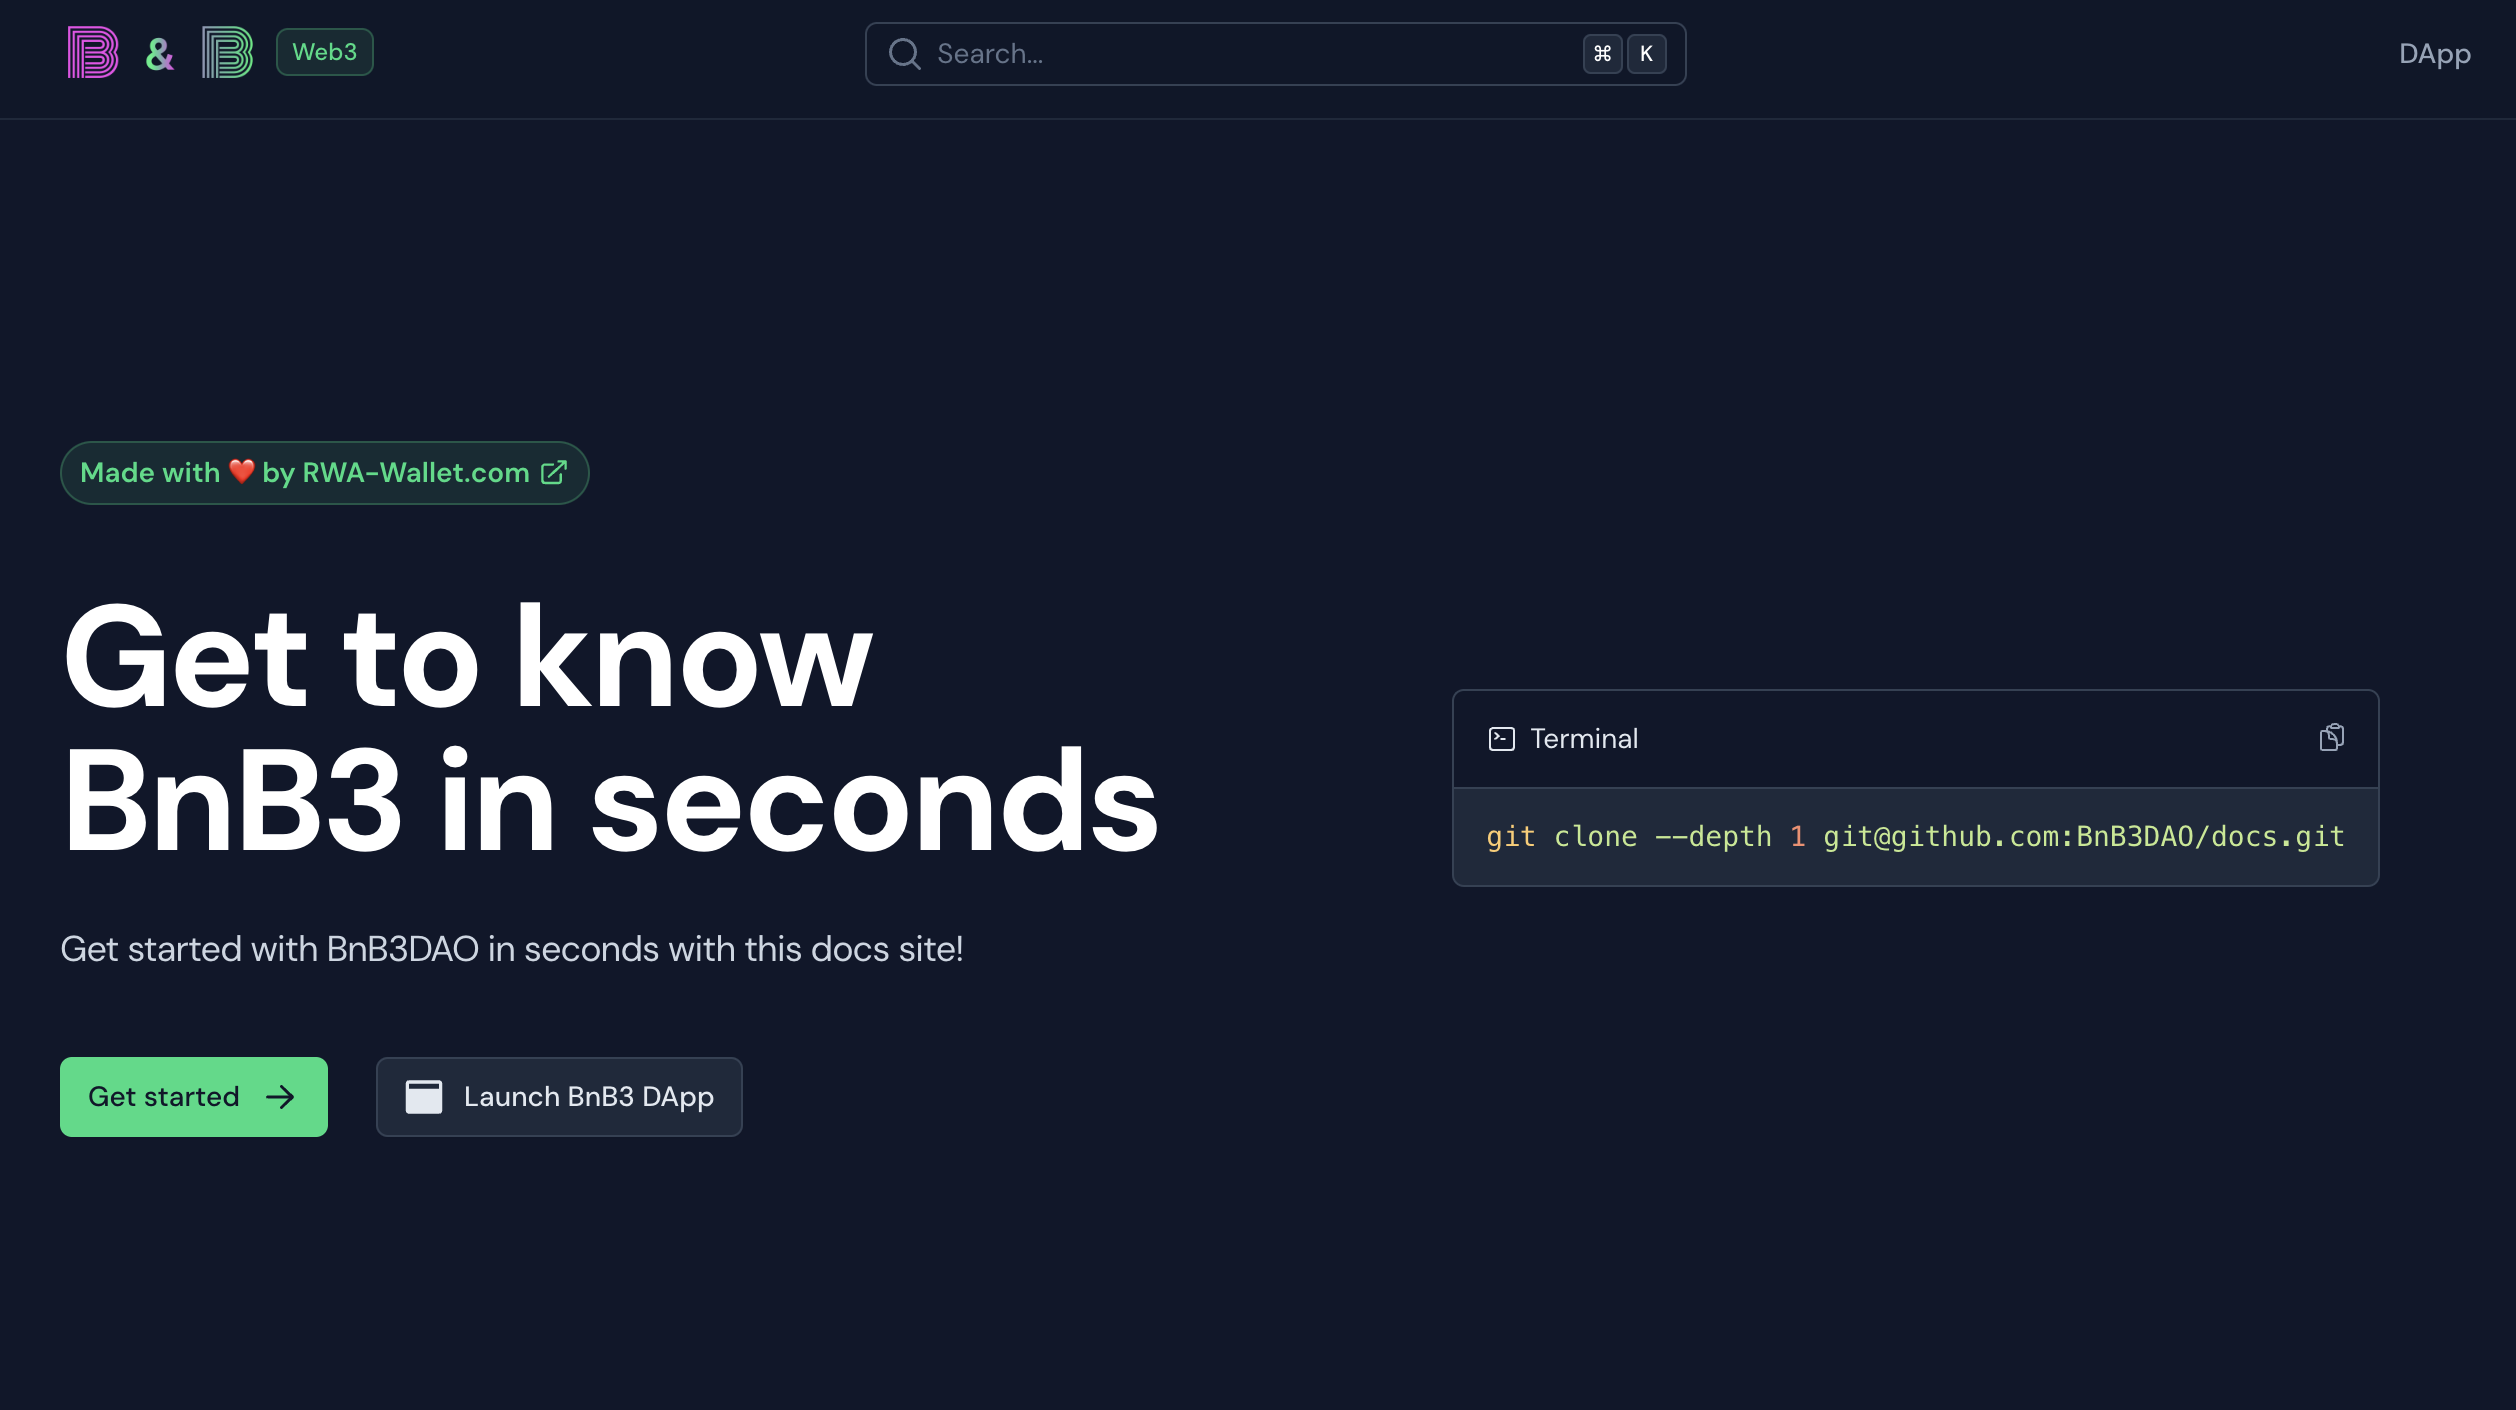 B & B Web3
Search...
⌘ K
DApp
Made with ❤️ by RWA-Wallet.com
Get to know
BnB3 in seconds
Get started with BnB3DAO in seconds with this docs site!
Get started →
Launch BnB3 DApp
Terminal
git clone --depth 1 git@github.com:BnB3DAO/docs.git